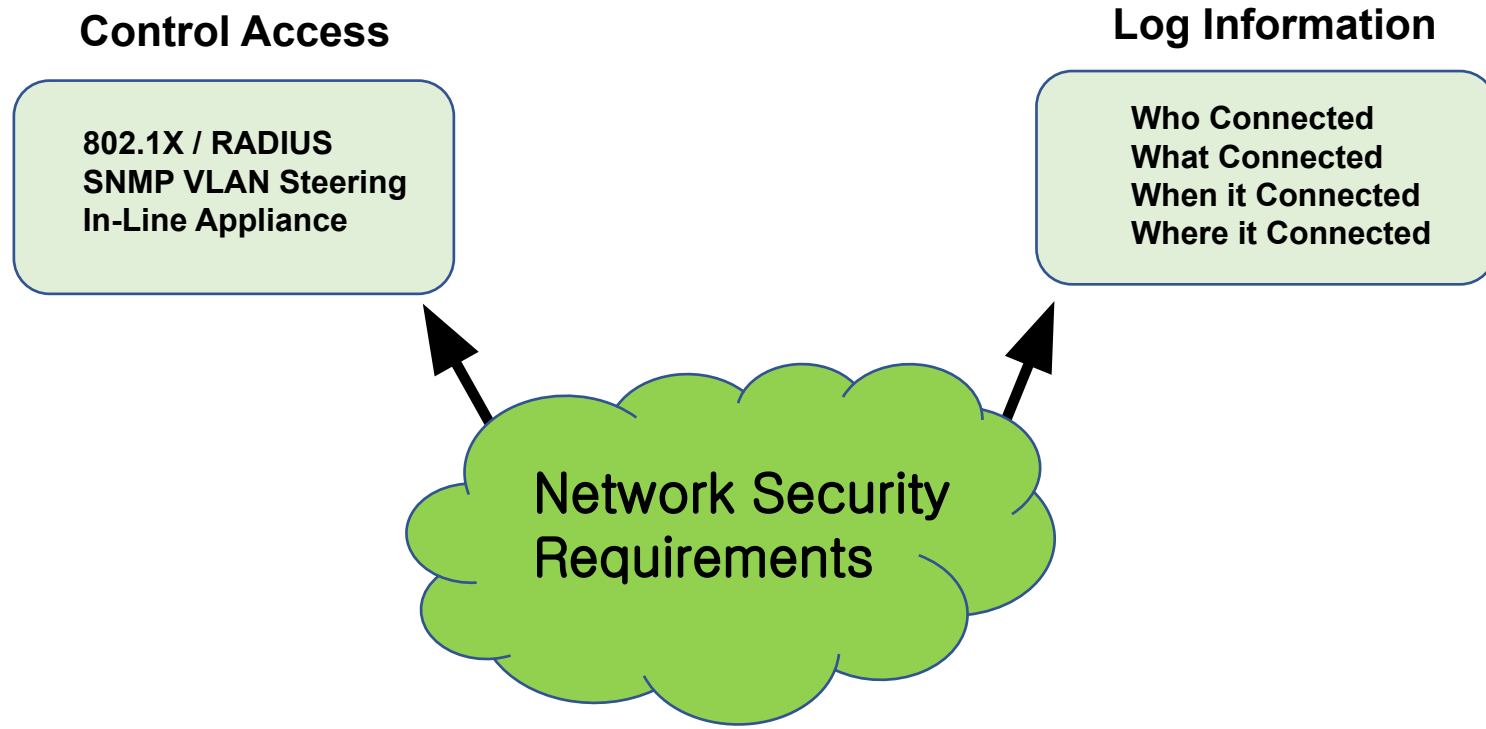 Control Access
802.1X / RADIUS
SNMP VLAN Steering
In-Line Appliance
Log Information
Who Connected
What Connected
When it Connected
Where it Connected
Network Security
Requirements